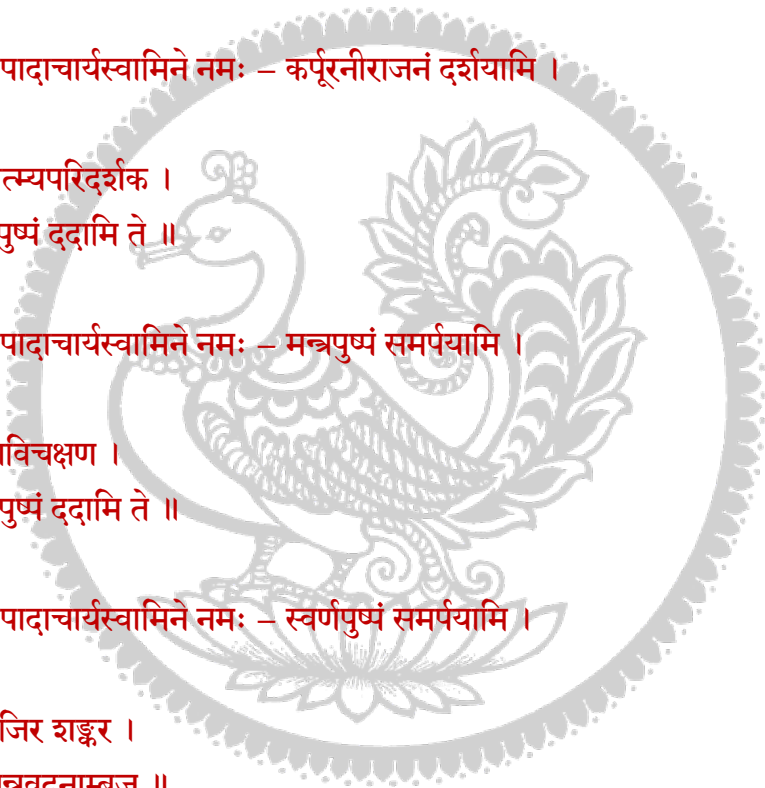 पादाचार्यस्वामिने नमः – कर्पूरनीराजनं दर्शयामि ।
त्म्यपरिदर्शक ।
पुष्पं ददामि ते ॥
पादाचार्यस्वामिने नमः – मन्त्रपुष्पं समर्पयामि ।
विचक्षण ।
पुष्पं ददामि ते ॥
पादाचार्यस्वामिने नमः – स्वर्णपुष्पं समर्पयामि ।
जिर शङ्कर ।
न्नवदनाम्बुज ॥